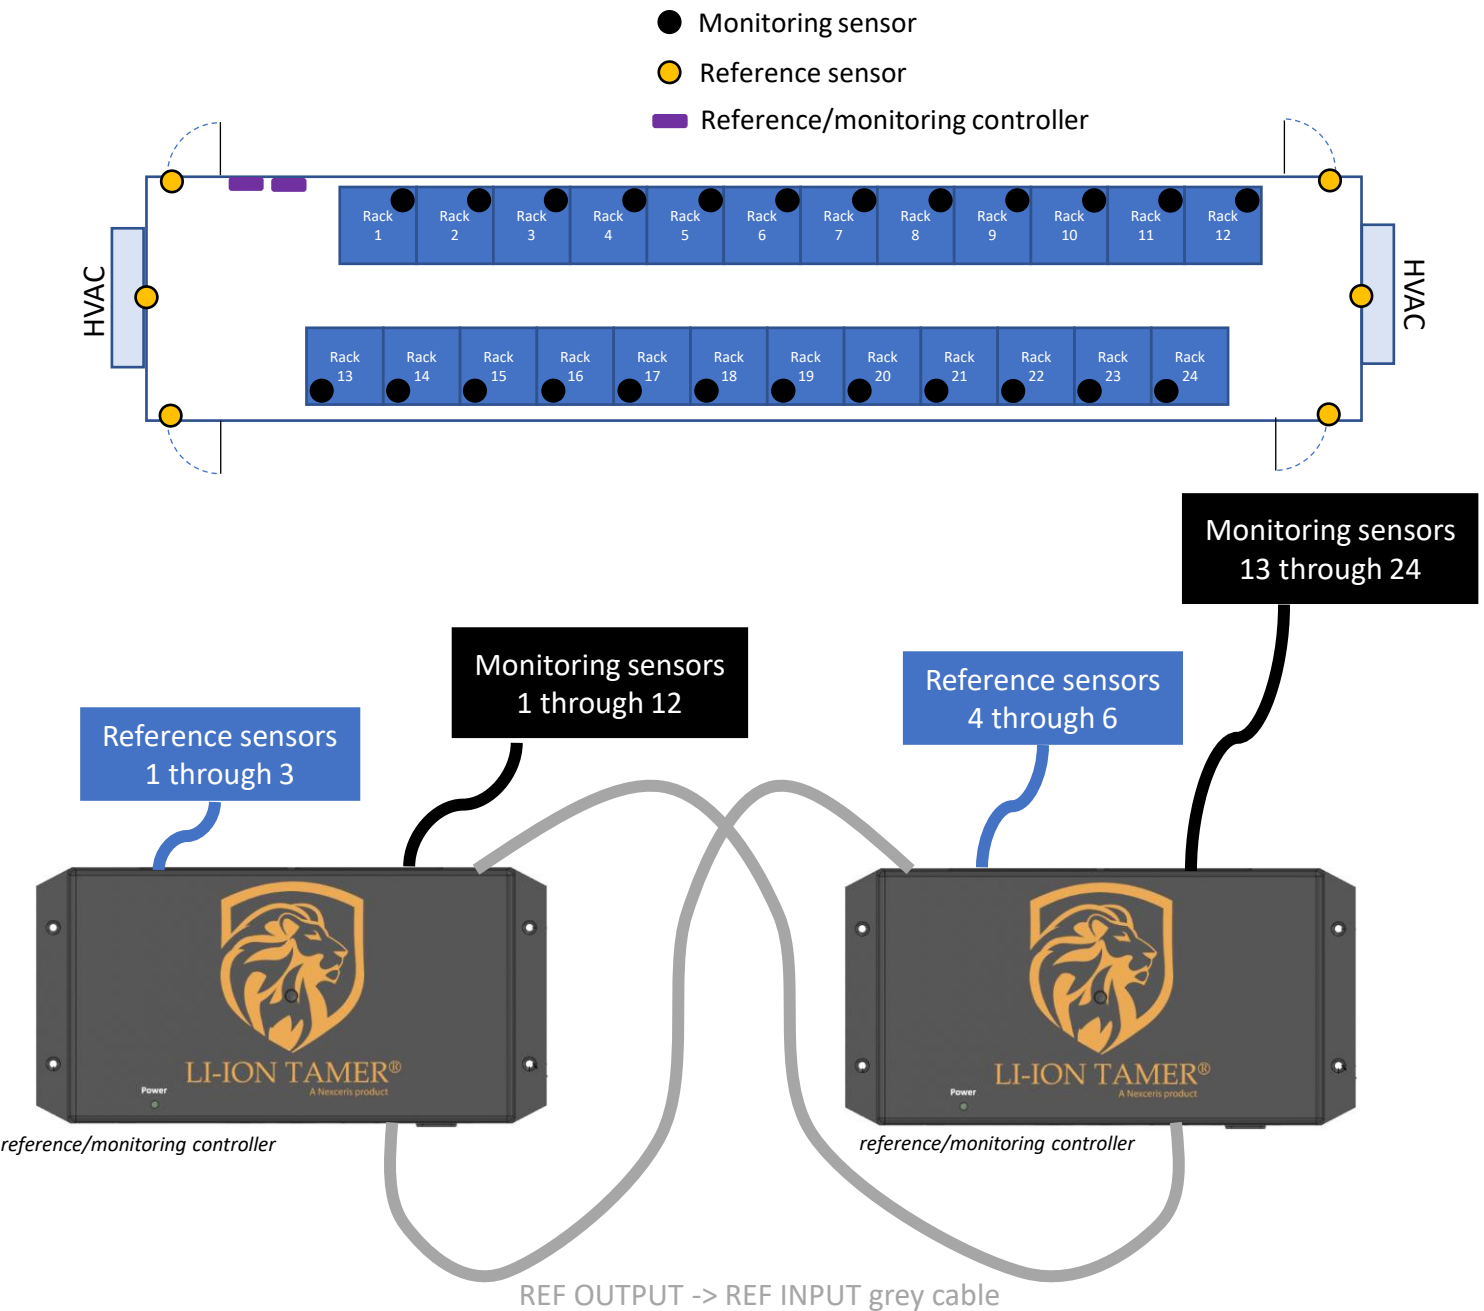 Monitoring sensor
Reference sensor
Reference/monitoring controller
HVAC
HVAC
Rack
1
Rack
2
Rack
3
Rack
4
Rack
5
Rack
6
Rack
7
Rack
8
Rack
9
Rack
10
Rack
11
Rack
12
Rack
13
Rack
14
Rack
15
Rack
16
Rack
17
Rack
18
Rack
19
Rack
20
Rack
21
Rack
22
Rack
23
Rack
24
Monitoring sensors
13 through 24
Monitoring sensors
1 through 12
Reference sensors
4 through 6
Reference sensors
1 through 3
LI-ION TAMER®
A Nexceris product
Power
reference/monitoring controller
LI-ION TAMER®
A Nexceris product
Power
reference/monitoring controller
REF OUTPUT -> REF INPUT grey cable